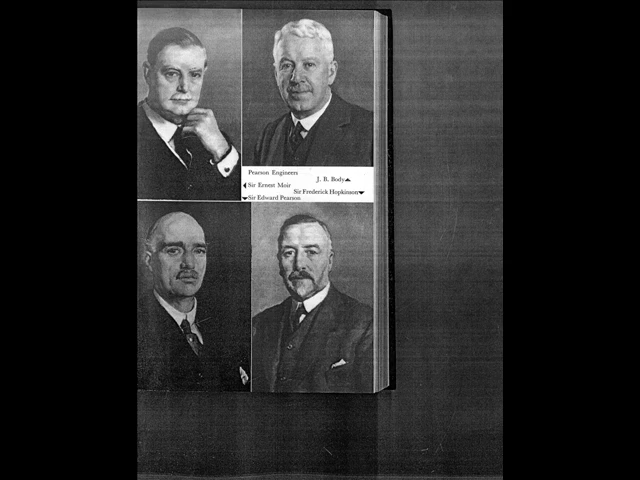 Pearson Engineers
J. B. Body▲
◀Sir Ernest Moir
Sir Frederick Hopkinson▼
▼Sir Edward Pearson